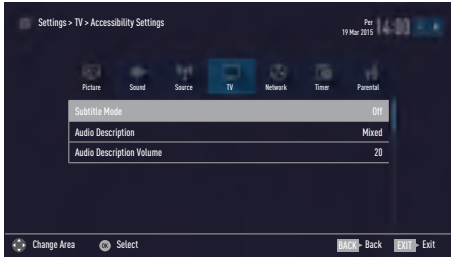 Settings > TV > Accessibility Settings
Per
19 Mar 2015
14:00
Picture Sound Source TV Network Timer Parental
Subtitle Mode Off
Audio Description Mixed
Audio Description Volume 20
Change Area OK Select BACK Back EXIT Exit